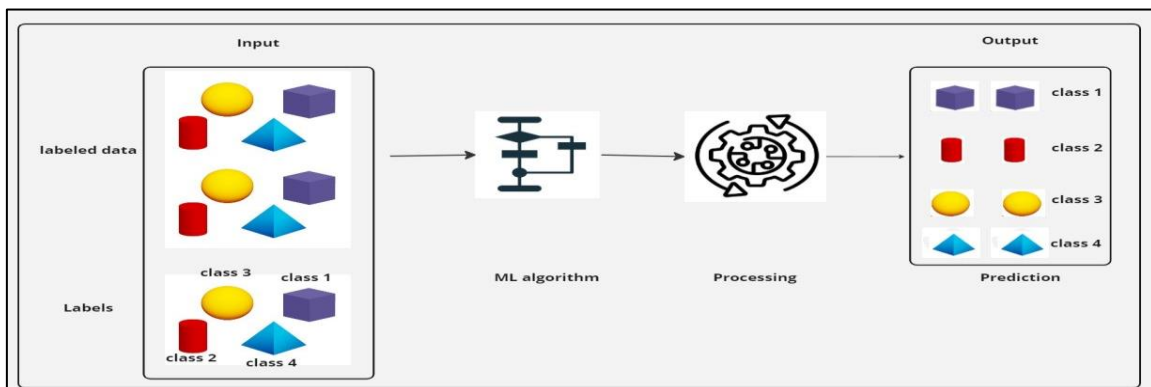 Input
Output
labeled data
class 1
class 2
class 3
class 4
class 3
class 1
Labels
class 2
class 4
ML algorithm
Processing
Prediction